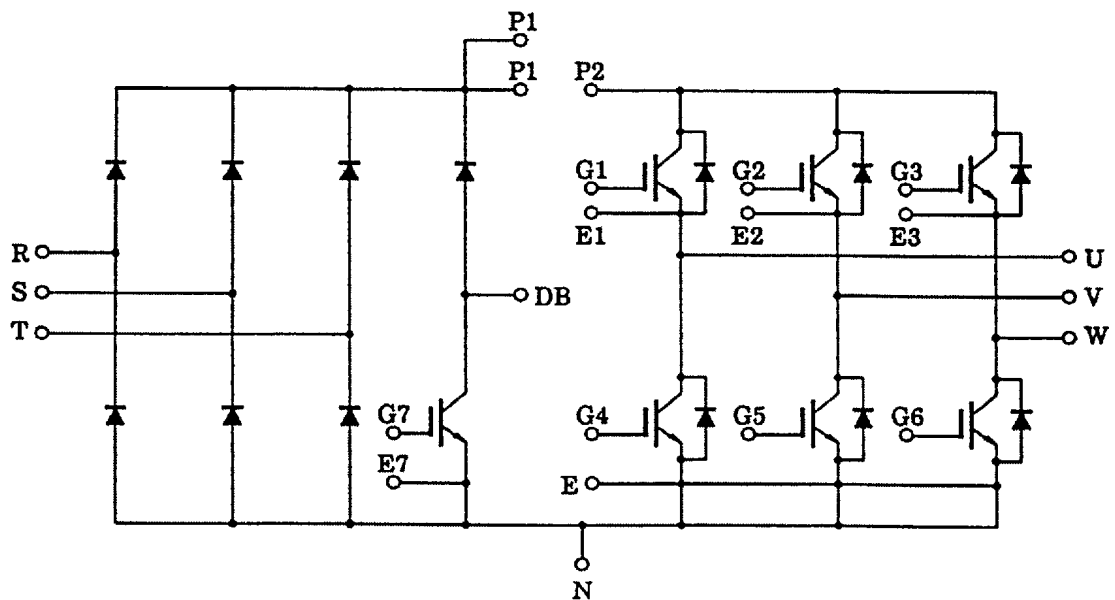 P1
P1 P2
G1 G2 G3
E1 E2 E3
R
U
S DB V
T W
G7 G4 G5 G6
E7 E
N